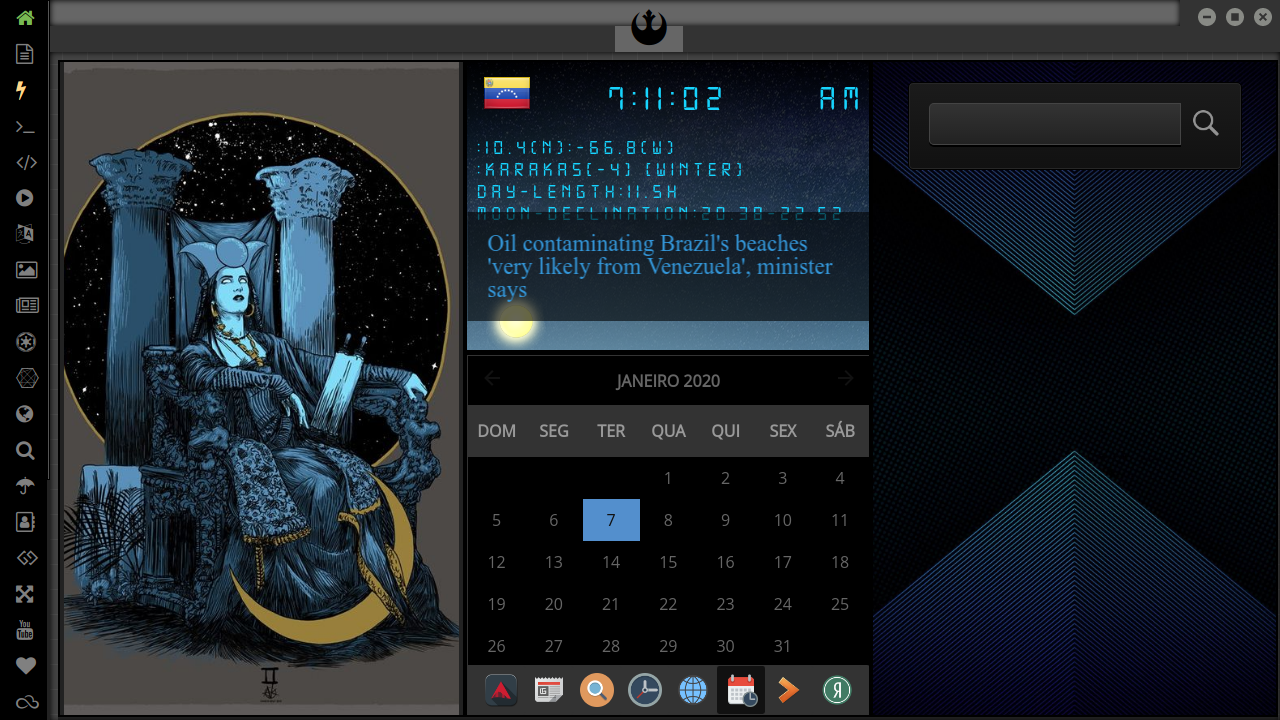 7:11:02 AM
:10.4(N):-66.8(W)
:KARAKAS(-4) (WINTER)
DAY-LENGTH:11.5H
MOON-DECLINATION:20.38-22.52
Oil contaminating Brazil's beaches
'very likely from Venezuela', minister
says
JANEIRO 2020
DOM SEG TER QUA QUI SEX SÁB
1 2 3 4
5 6 7 8 9 10 11
12 13 14 15 16 17 18
19 20 21 22 23 24 25
26 27 28 29 30 31
You
Tube
II
Я